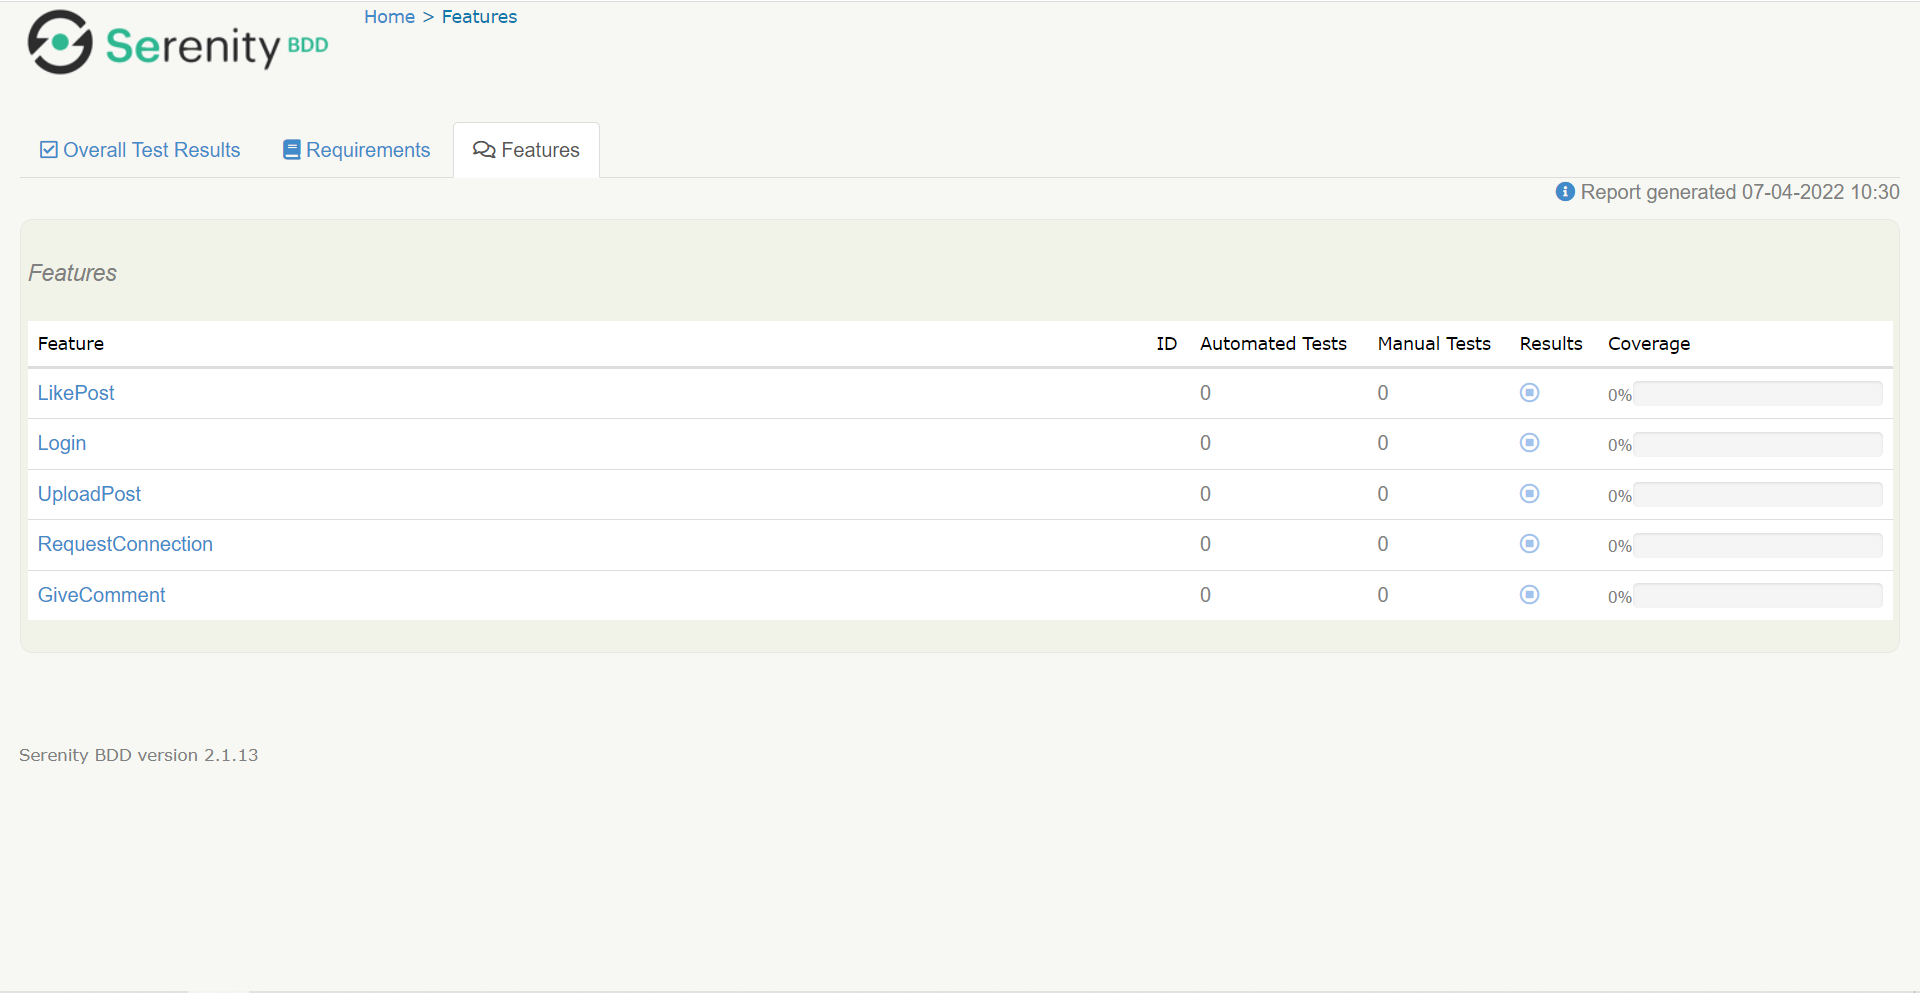 Serenity BDD
Home > Features
Overall Test Results
Requirements
Features
Report generated 07-04-2022 10:30
Features
Feature ID Automated Tests Manual Tests Results Coverage
LikePost 0 0 0%
Login 0 0 0%
UploadPost 0 0 0%
RequestConnection 0 0 0%
GiveComment 0 0 0%
Serenity BDD version 2.1.13